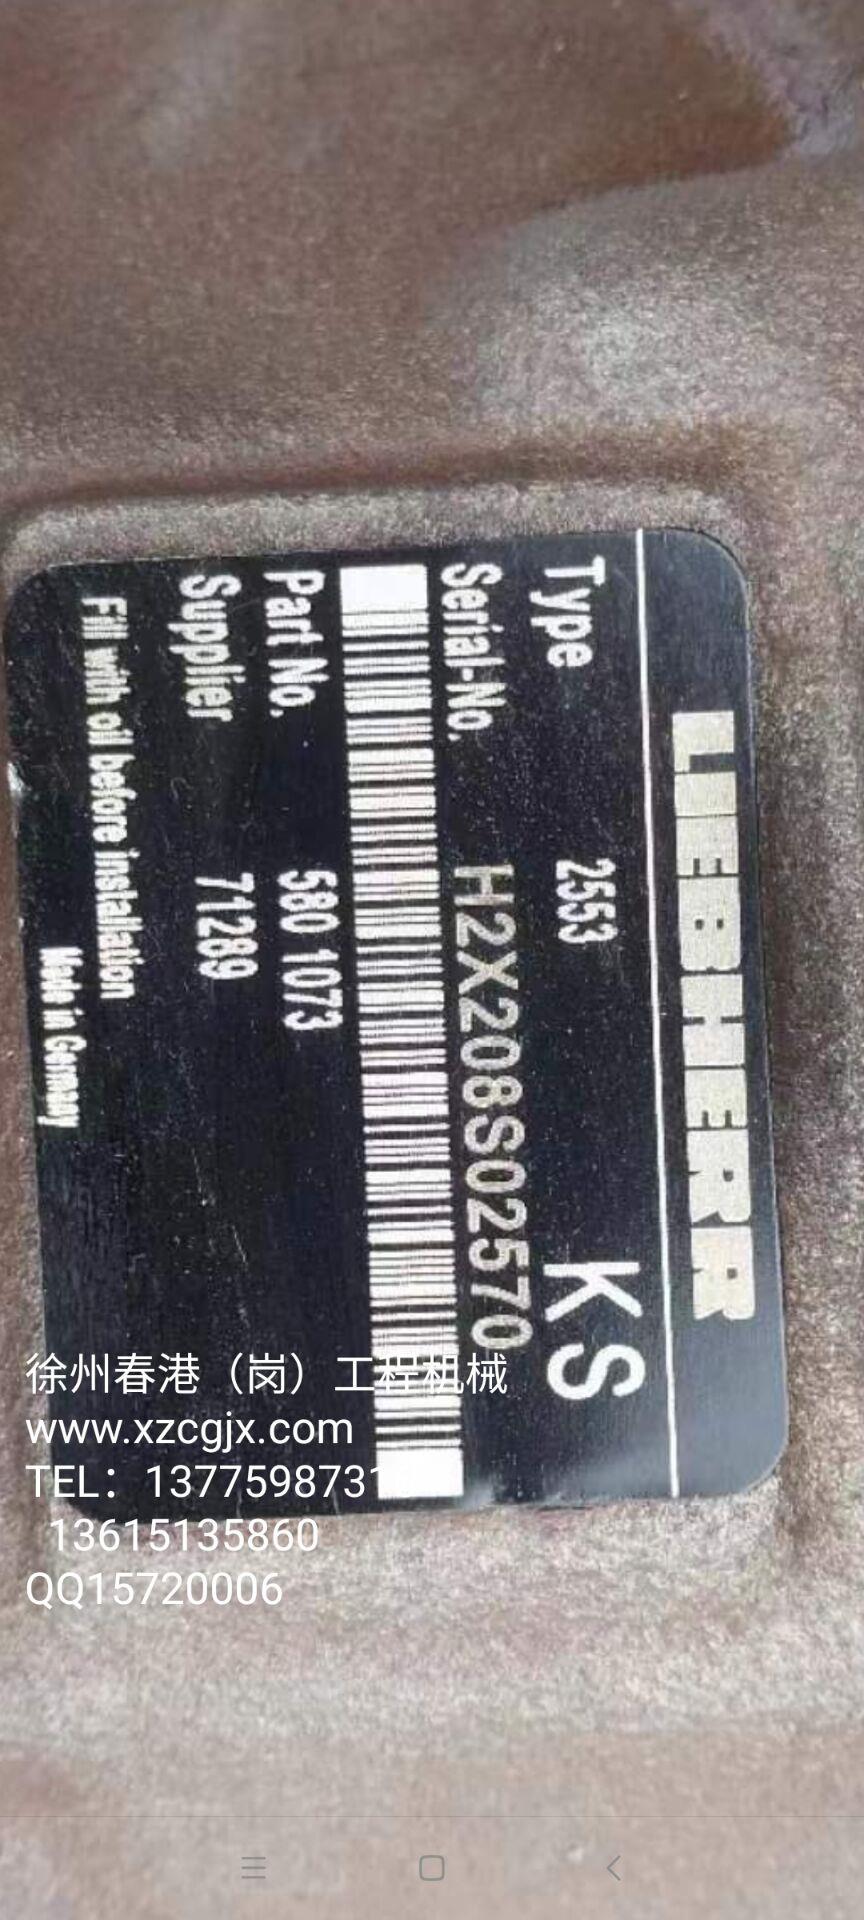 LIEBHERR
Type 2553 KS
Serial-No. H2X208S02570
Part No. 580 1073
Supplier 71289
Fill with oil before installation
Made in Germany
徐州春港（岗）工程机械
www.xzcgjx.com
TEL：1377598731
13615135860
QQ15720006